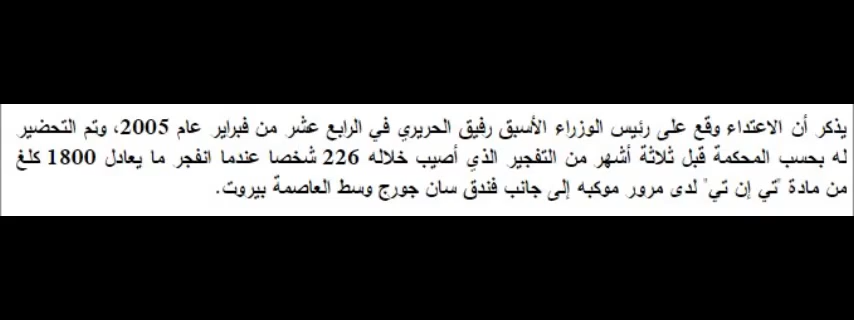 يذكر أن الاعتداء وقع على رئيس الوزراء الأسبق رفيق الحريري في الرابع عشر من فبراير عام 2005، وتم التحضير
له بحسب المحكمة قبل ثلاثة أشهر من التفجير الذي أصيب خلاله 226 شخصا عندما انفجر ما يعادل 1800 كلغ
من مادة "تي إن تي" لدى مرور موكبه إلى جانب فندق سان جورج وسط العاصمة بيروت.